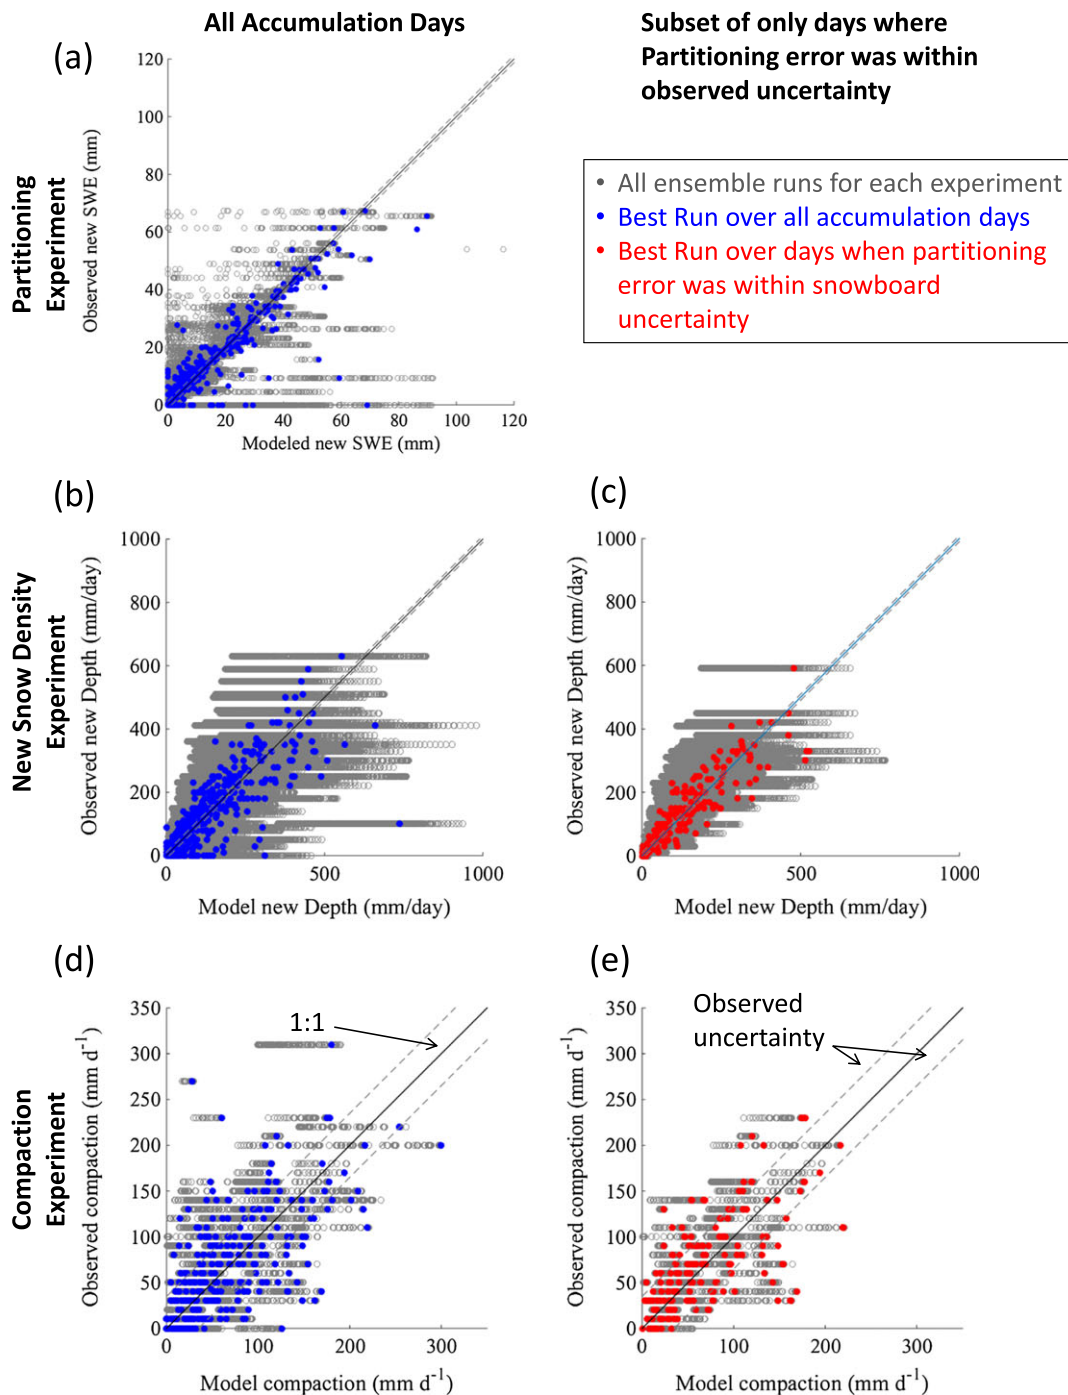 All Accumulation Days
Subset of only days where
Partitioning error was within
observed uncertainty
(a)
Partitioning
Experiment
Observed new SWE (mm)
120
100
80
60
40
20
0
0 20 40 60 80 100 120
Modeled new SWE (mm)
• All ensemble runs for each experiment
• Best Run over all accumulation days
• Best Run over days when partitioning
error was within snowboard
uncertainty
(b)
New Snow Density
Experiment
Observed new Depth (mm/day)
1000
800
600
400
200
0
0 500 1000
Model new Depth (mm/day)
(c)
Observed new Depth (mm/day)
1000
800
600
400
200
0
0 500 1000
Model new Depth (mm/day)
(d)
Compaction
Experiment
Observed compaction (mm d⁻¹)
350
300
250
200
150
100
50
0
1:1
0 100 200 300
Model compaction (mm d⁻¹)
(e)
Observed compaction (mm d⁻¹)
350
300
250
200
150
100
50
0
Observed
uncertainty
0 100 200 300
Model compaction (mm d⁻¹)